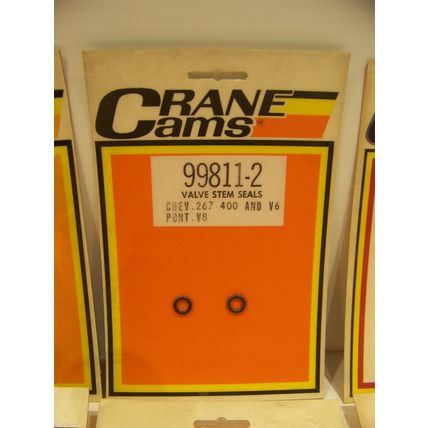 CRANE
Cams®
99811-2
VALVE STEM SEALS
CHEV.267-400 AND V6
PONT.V8